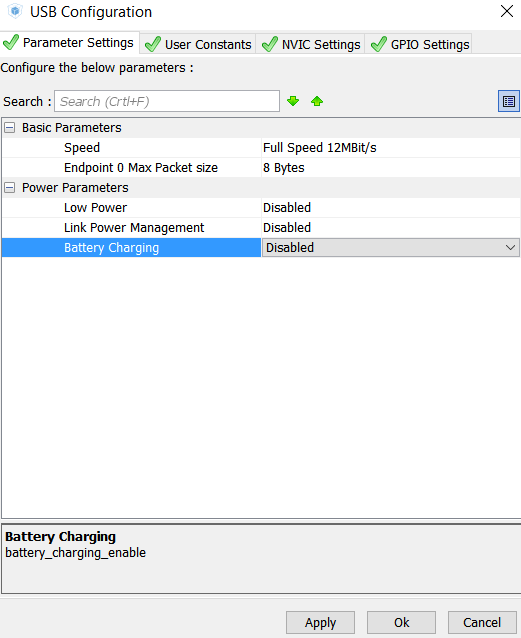 USB Configuration
Parameter Settings User Constants NVIC Settings GPIO Settings
Configure the below parameters :
Search : Search (Crtl+F)
Basic Parameters
Speed Full Speed 12MBit/s
Endpoint 0 Max Packet size 8 Bytes
Power Parameters
Low Power Disabled
Link Power Management Disabled
Battery Charging Disabled
Battery Charging
battery_charging_enable
Apply Ok Cancel